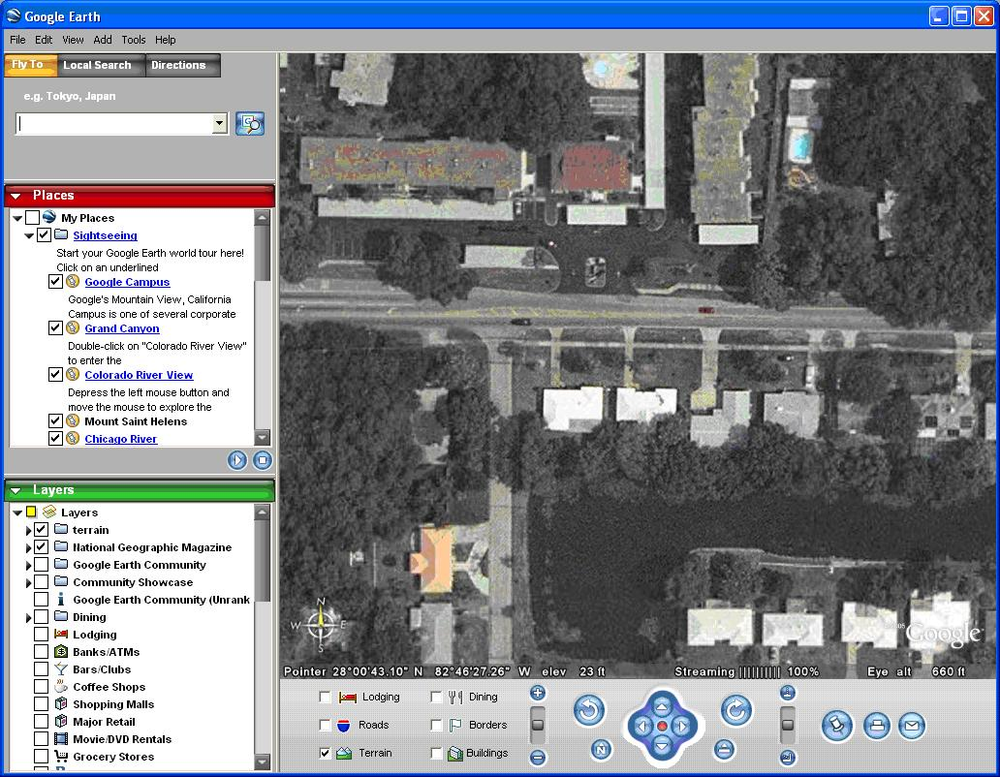 Google Earth
File Edit View Add Tools Help
Fly To Local Search Directions
e.g. Tokyo, Japan
Places
My Places
Sightseeing
Start your Google Earth world tour here!
Click on an underlined
Google Campus
Google's Mountain View, California
Campus is one of several corporate
Grand Canyon
Double-click on "Colorado River View"
to enter the
Colorado River View
Depress the left mouse button and
move the mouse to explore the
Mount Saint Helens
Chicago River
Layers
Layers
terrain
National Geographic Magazine
Google Earth Community
Community Showcase
Google Earth Community (Unrank
Dining
Lodging
Banks/ATMs
Bars/Clubs
Coffee Shops
Shopping Malls
Major Retail
Movie/DVD Rentals
Grocery Stores
N
W E
S
Google
Pointer 28°00'43.10" N 82°46'27.26" W elev 23 ft Streaming |||||||||| 100% Eye alt 660 ft
Lodging Dining
Roads Borders
Terrain Buildings
N